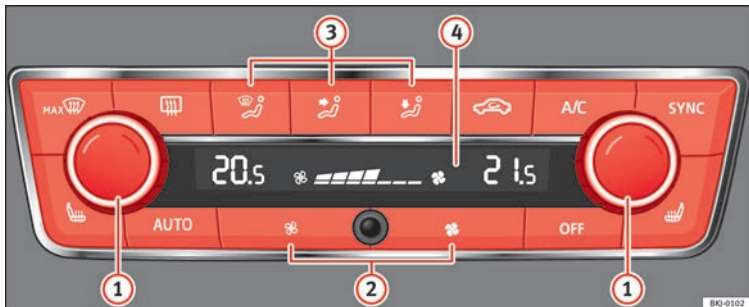 3 4
MAX A/C SYNC
20.5 21.5
AUTO OFF
1 2 1
BKJ-0102